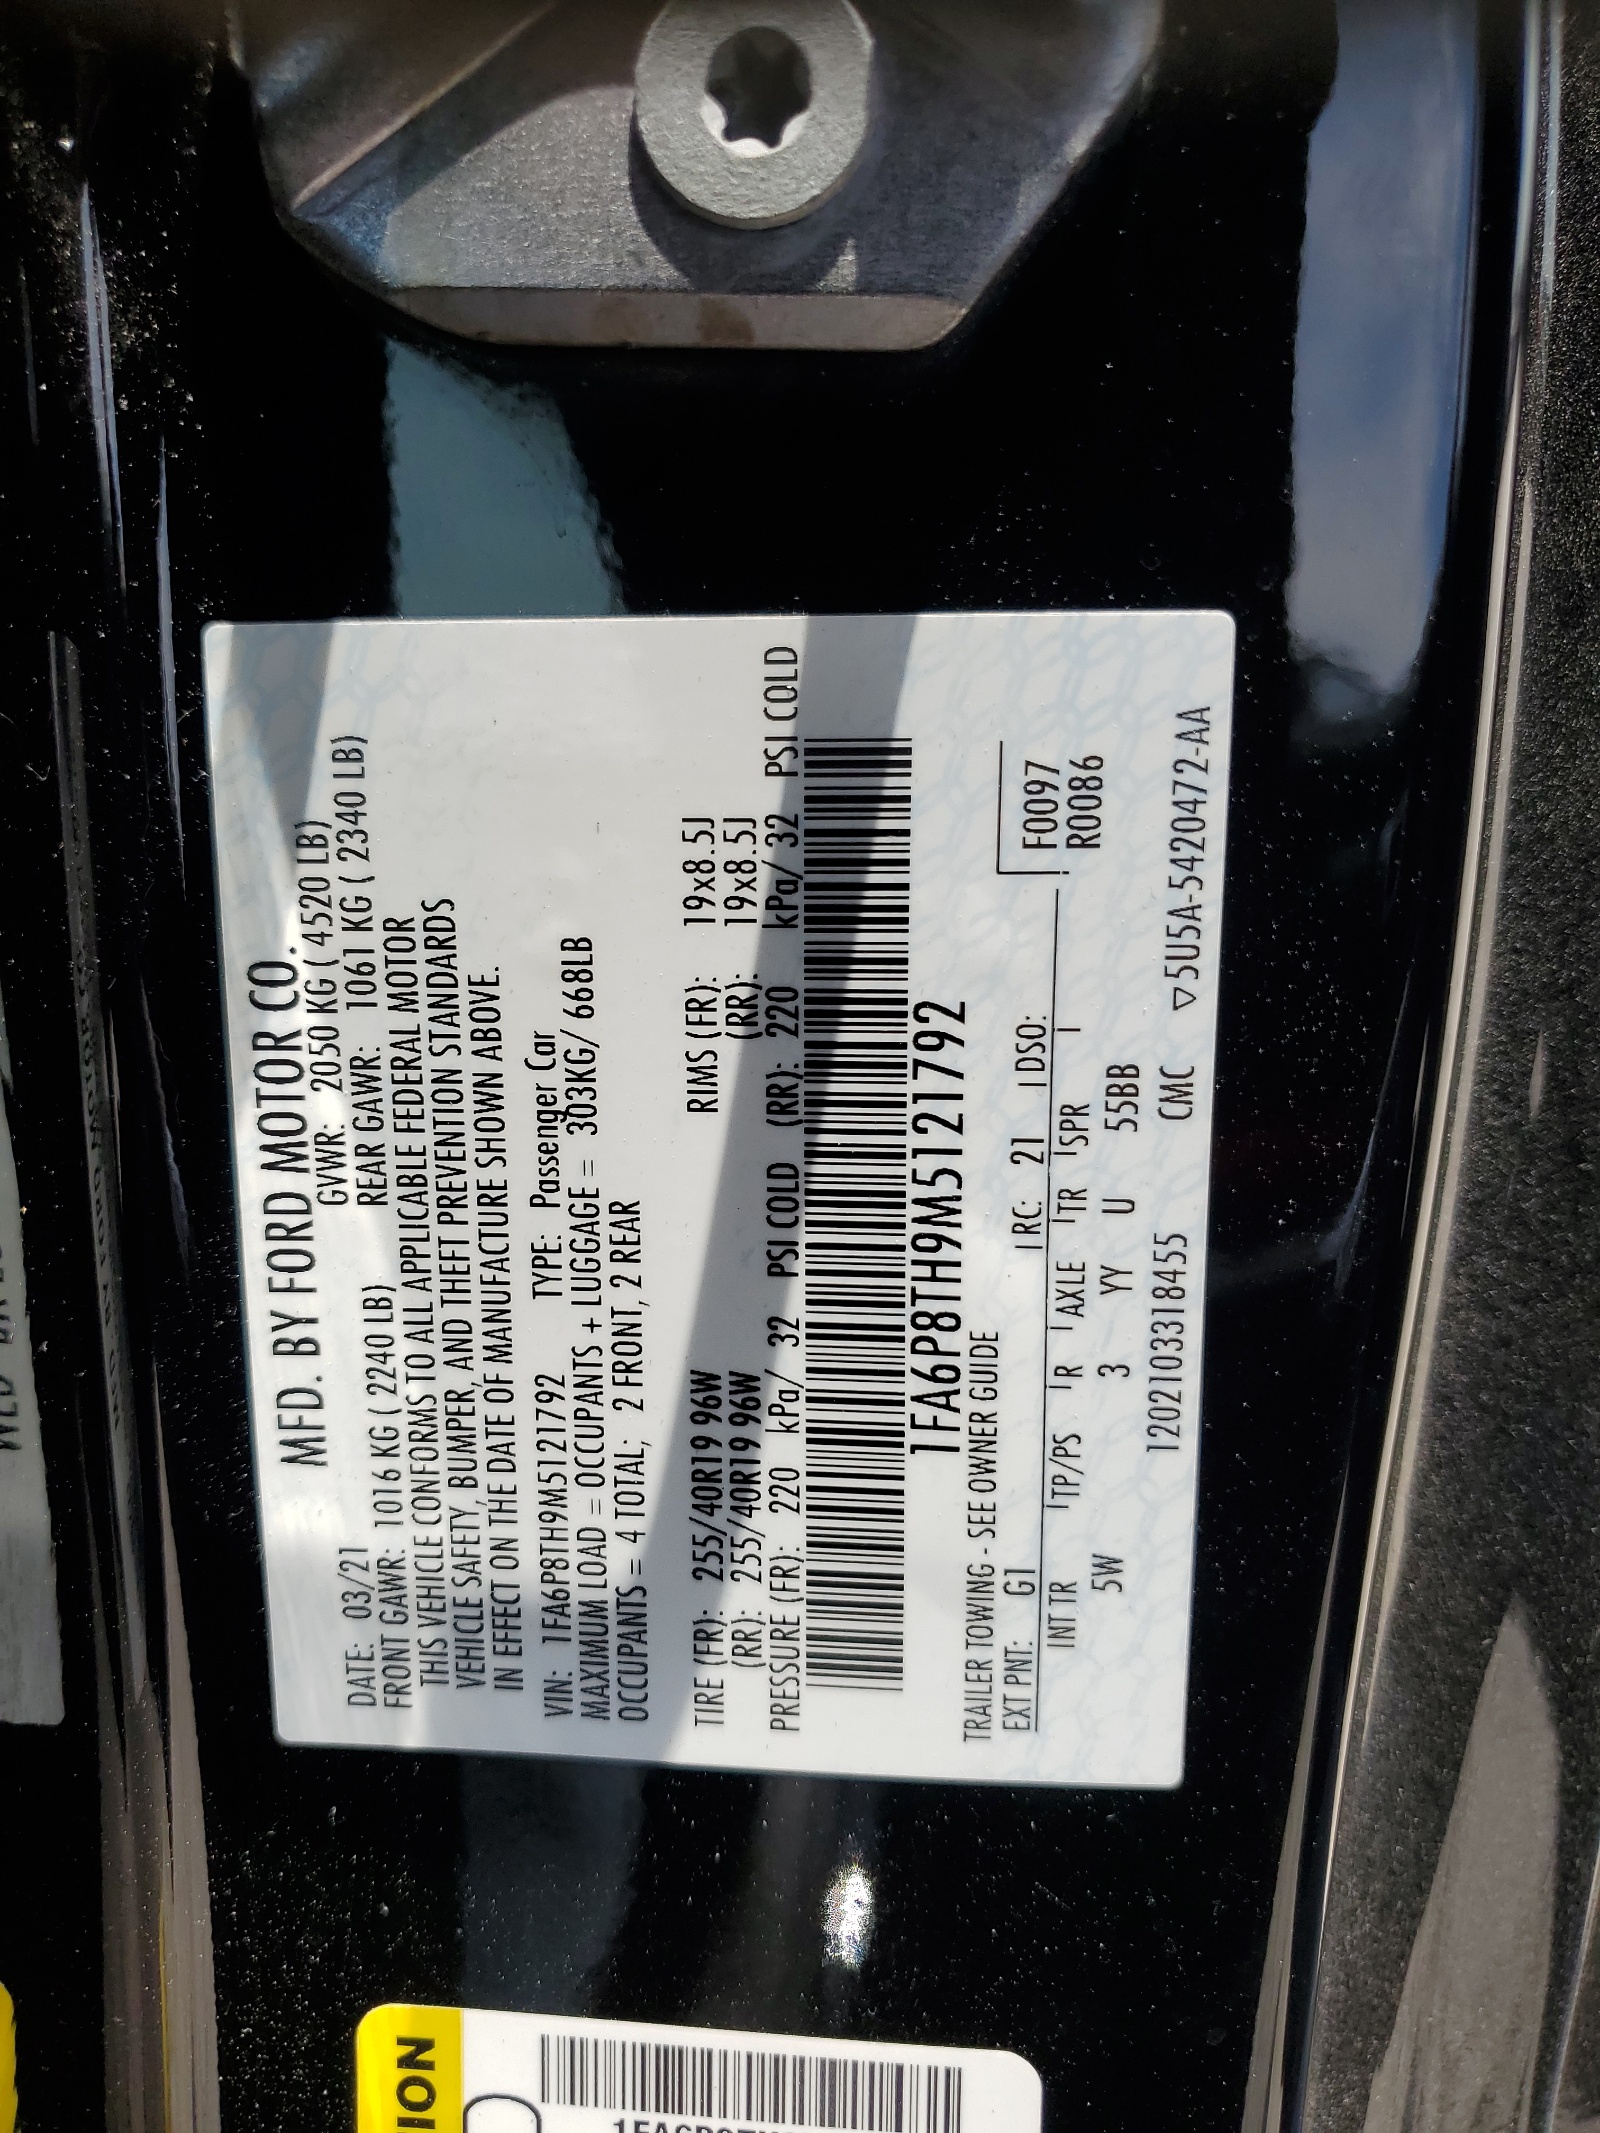 MFD. BY FORD MOTOR CO.
DATE: 03/21 GVWR: 2050 KG ( 4520 LB)
FRONT GAWR: 1016 KG ( 2240 LB) REAR GAWR: 1061 KG ( 2340 LB)
THIS VEHICLE CONFORMS TO ALL APPLICABLE FEDERAL MOTOR
VEHICLE SAFETY, BUMPER, AND THEFT PREVENTION STANDARDS
IN EFFECT ON THE DATE OF MANUFACTURE SHOWN ABOVE.
VIN: 1FA6P8TH9M5121792 TYPE: Passenger Car
MAXIMUM LOAD = OCCUPANTS + LUGGAGE = 303KG/ 668LB
OCCUPANTS = 4 TOTAL; 2 FRONT, 2 REAR
TIRE (FR): 255/40R19 96W RIMS (FR): 19x8.5J
(RR): 255/40R19 96W (RR): 19x8.5J
PRESSURE (FR): 220 kPa/ 32 PSI COLD (RR): 220 kPa/ 32 PSI COLD
1FA6P8TH9M5121792
TRAILER TOWING - SEE OWNER GUIDE
EXT PNT: G1 RC: 21 DSO:
F0097
INT TR TP/PS R AXLE TR SPR
R0086
5W 3 YY U 55BB
12021033184​55 CMC ▽5U5A-5420472-AA
ION